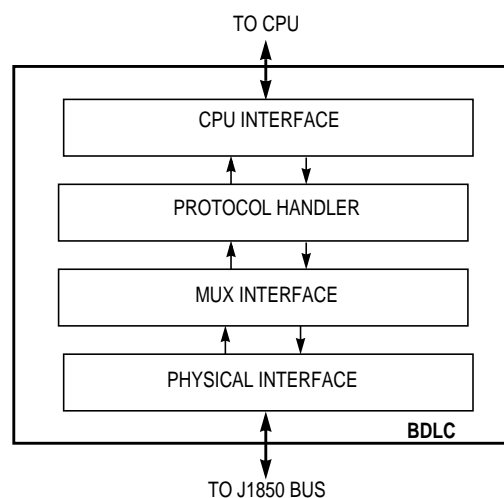 TO CPU
CPU INTERFACE
PROTOCOL HANDLER
MUX INTERFACE
PHYSICAL INTERFACE
BDLC
TO J1850 BUS